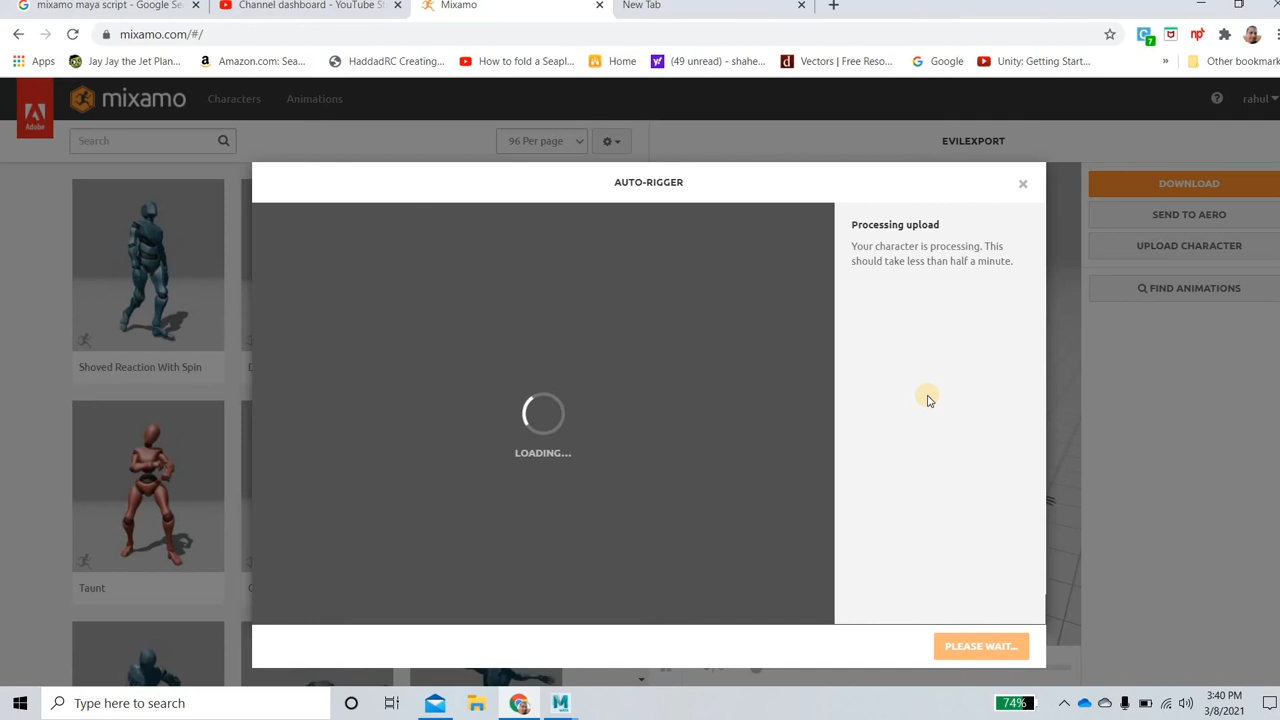 mixamo maya script - Google Se
Channel dashboard - YouTube St
Mixamo
New Tab
mixamo.com/#/
7
Apps
Jay Jay the Jet Plan...
Amazon.com: Sea...
HaddadRC Creating...
How to fold a Seapl...
Home
(49 unread) - shahe...
Vectors | Free Reso...
Google
Unity: Getting Start...
»
Other bookmark
Adobe
mixamo
Characters
Animations
rahul
Search
96 Per page
EVILEXPORT
AUTO-RIGGER
DOWNLOAD
SEND TO AERO
UPLOAD CHARACTER
FIND ANIMATIONS
Processing upload
Your character is processing. This
should take less than half a minute.
Shoved Reaction With Spin
LOADING...
Taunt
PLEASE WAIT...
Type here to search
74%
3:40 PM
3/8/2021